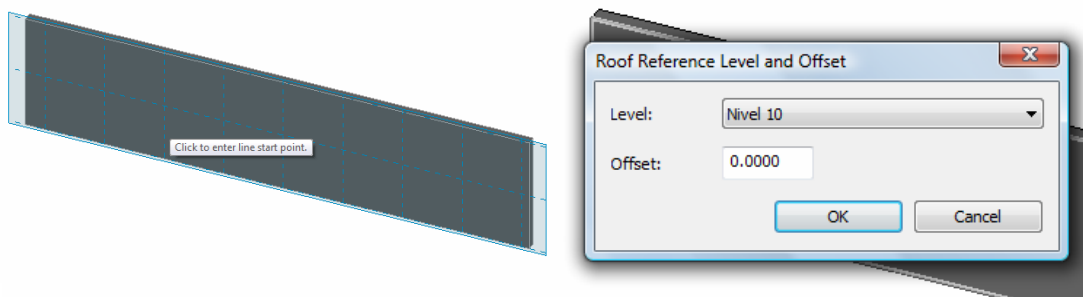 Click to enter line start point.
Roof Reference Level and Offset
Level: Nivel 10
Offset: 0.0000
OK Cancel